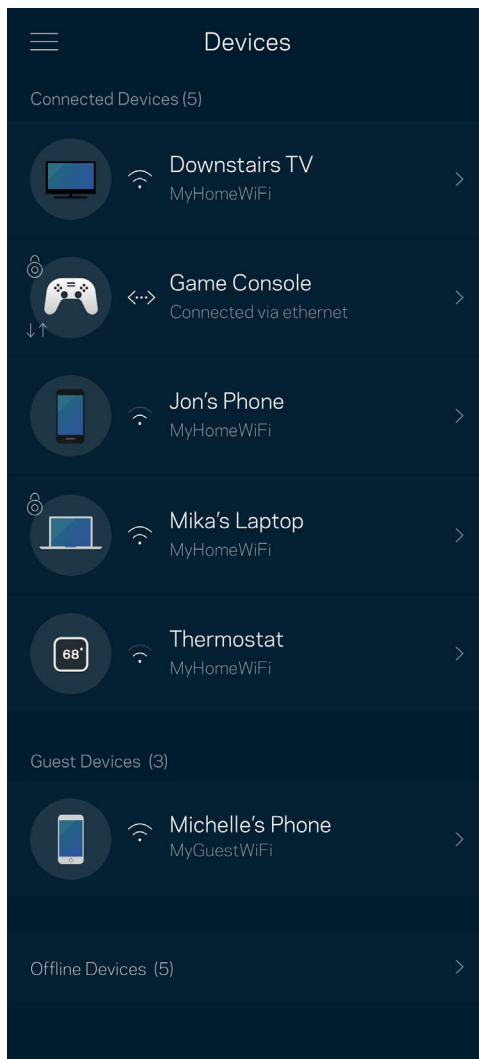 Devices
Connected Devices (5)
Downstairs TV
MyHomeWiFi
Game Console
Connected via ethernet
Jon's Phone
MyHomeWiFi
Mika's Laptop
MyHomeWiFi
68°
Thermostat
MyHomeWiFi
Guest Devices (3)
Michelle's Phone
MyGuestWiFi
Offline Devices (5)